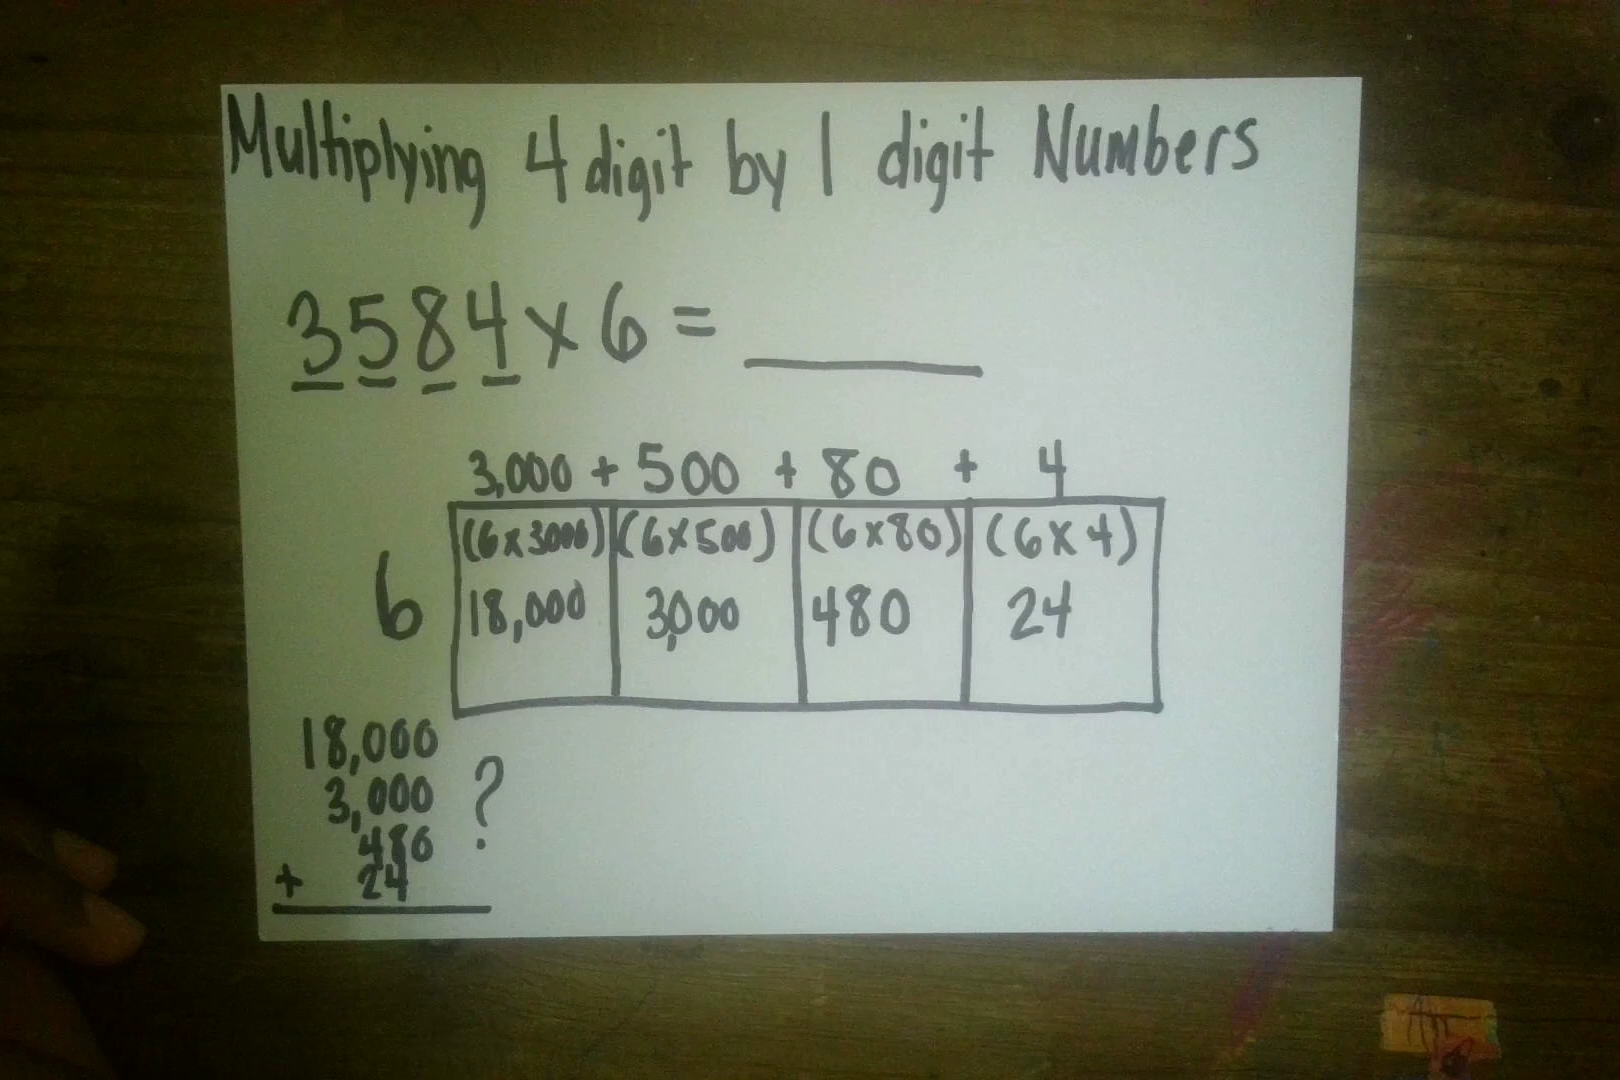 Multiplying 4 digit by 1 digit Numbers
3584 x 6 = ____
3,000 + 500 + 80 + 4
(6x3000) (6x500) (6x80) (6x4)
6 18,000 3,000 480 24
18,000
3,000 ?
480
+ 24